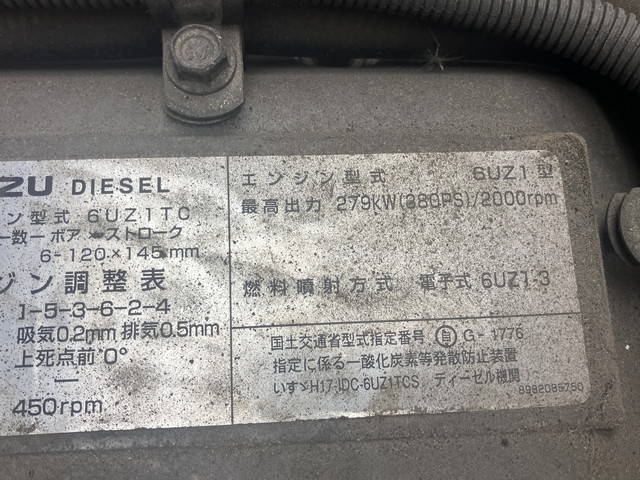 ZU DIESEL
ン型式 6UZ1TC
ー数ーボアーストローク
6-120×145mm
ジン調整表
1-5-3-6-2-4
吸気0.2mm 排気0.5mm
上死点前 0°
—
450rpm
エンジン型式 6UZ1型
最高出力 279KW(380PS)/2000rpm
燃料噴射方式 電子式 6UZ1-3
国土交通省型式指定番号 自 G-1776
指定に係る一酸化炭素等発散防止装置
いすゞH17・IDC-6UZ1TCS ディーゼル機関
8982085750